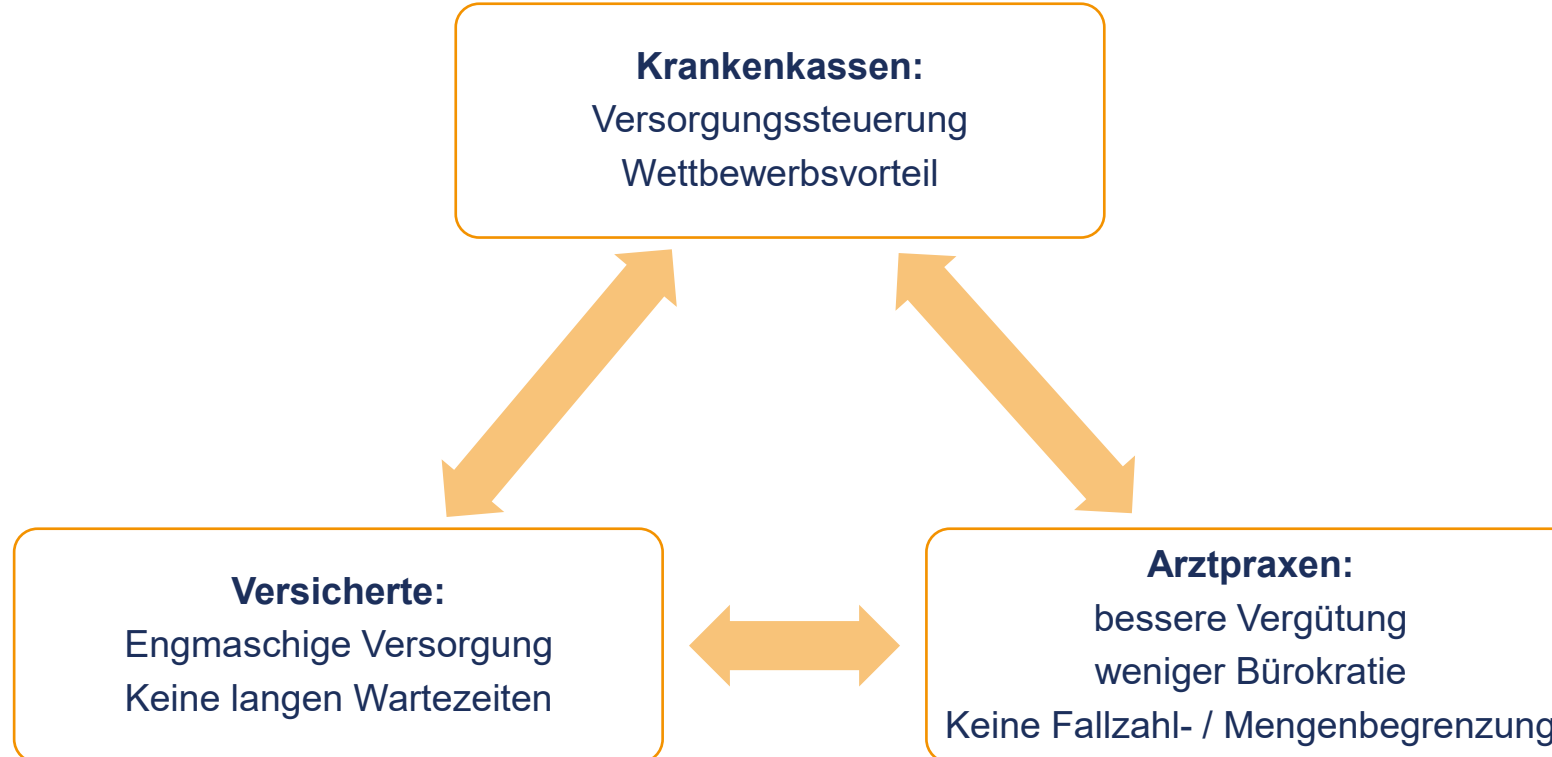 Krankenkassen:
Versorgungssteuerung
Wettbewerbsvorteil
Versicherte:
Engmaschige Versorgung
Keine langen Wartezeiten
Arztpraxen:
bessere Vergütung
weniger Bürokratie
Keine Fallzahl- / Mengenbegrenzung